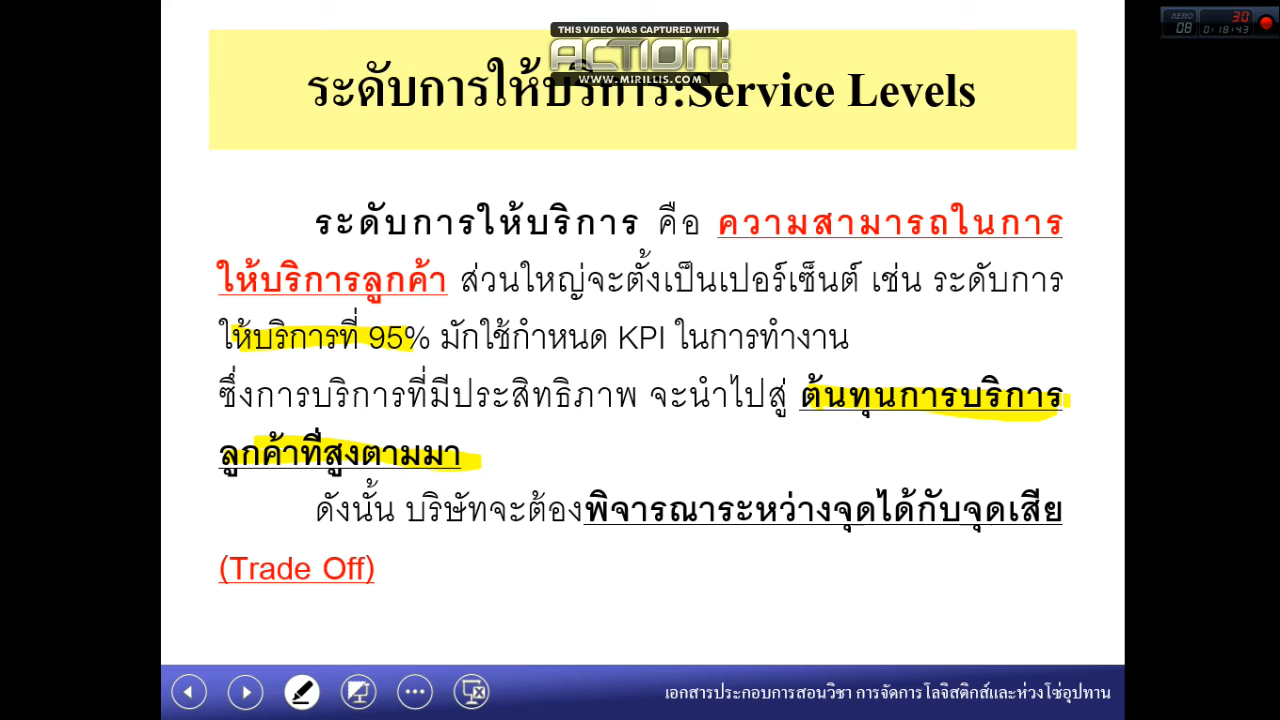 THIS VIDEO WAS CAPTURED WITH
ACTION!
WWW.MIRILLIS.COM
AERO 30
08 0:18:43
ระดับการให้บริการ:Service Levels
ระดับการให้บริการ คือ ความสามารถในการ
ให้บริการลูกค้า ส่วนใหญ่จะตั้งเป็นเปอร์เซ็นต์ เช่น ระดับการ
ให้บริการที่ 95% มักใช้กำหนด KPI ในการทำงาน
ซึ่งการบริการที่มีประสิทธิภาพ จะนำไปสู่ ต้นทุนการบริการ
ลูกค้าที่สูงตามมา
ดังนั้น บริษัทจะต้องพิจารณาระหว่างจุดได้กับจุดเสีย
(Trade Off)
เอกสารประกอบการสอนวิชา การจัดการโลจิสติกส์และห่วงโซ่อุปทาน